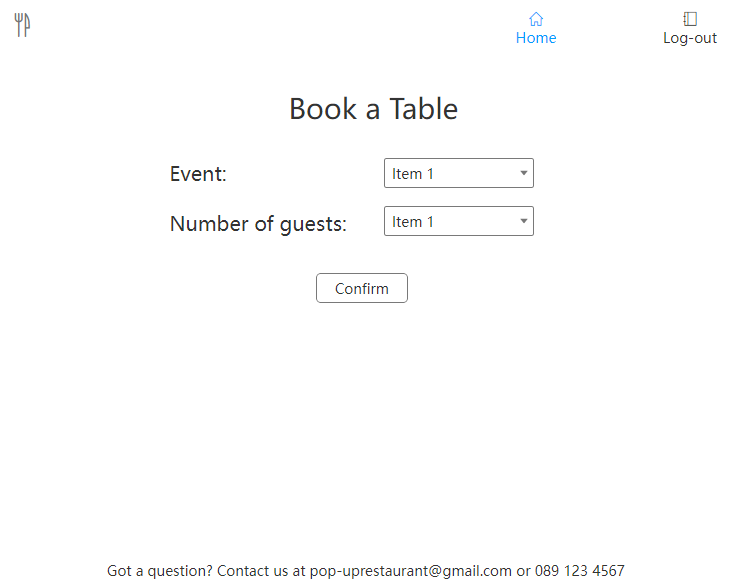 Home
Log-out
Book a Table
Event:
Item 1
Number of guests:
Item 1
Confirm
Got a question? Contact us at pop-uprestaurant@gmail.com or 089 123 4567